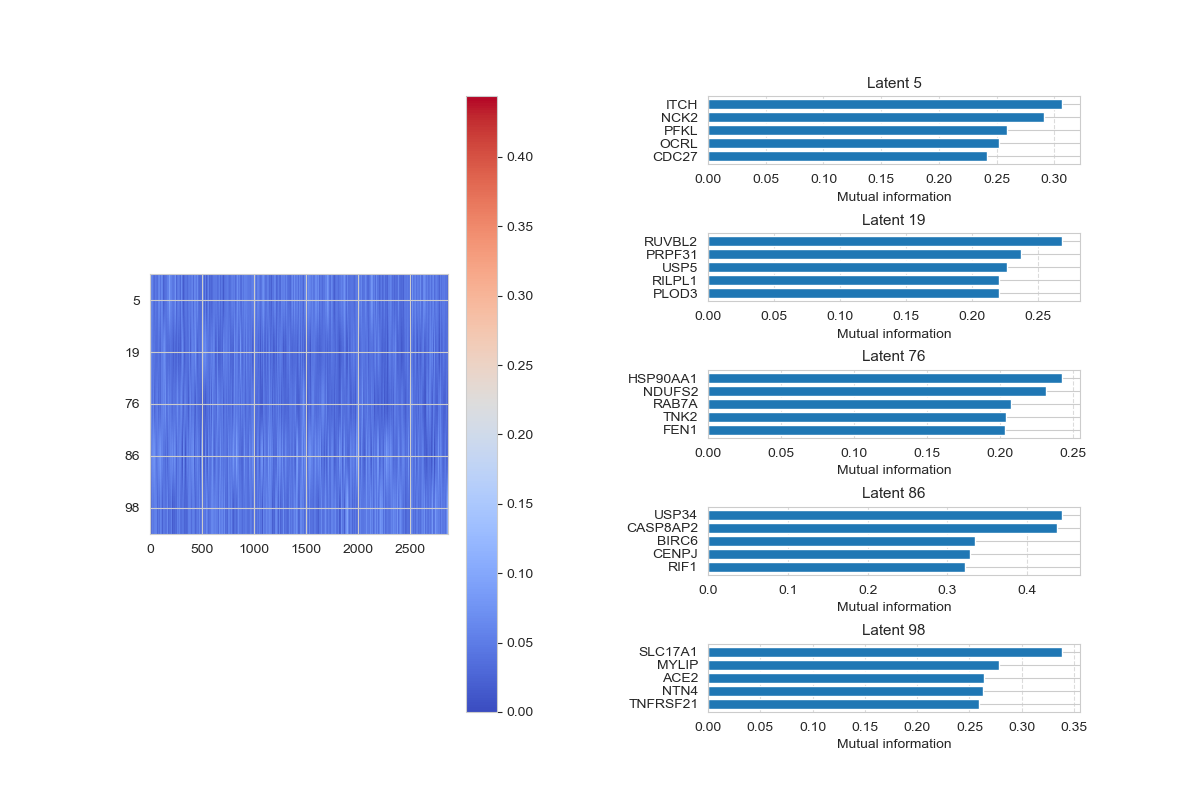 5
19
76
86
98
0 500 1000 1500 2000 2500
0.40
0.35
0.30
0.25
0.20
0.15
0.10
0.05
0.00
Latent 5
ITCH
NCK2
PFKL
OCRL
CDC27
0.00 0.05 0.10 0.15 0.20 0.25 0.30
Mutual information
Latent 19
RUVBL2
PRPF31
USP5
RILPL1
PLOD3
0.00 0.05 0.10 0.15 0.20 0.25
Mutual information
Latent 76
HSP90AA1
NDUFS2
RAB7A
TNK2
FEN1
0.00 0.05 0.10 0.15 0.20 0.25
Mutual information
Latent 86
USP34
CASP8AP2
BIRC6
CENPJ
RIF1
0.0 0.1 0.2 0.3 0.4
Mutual information
Latent 98
SLC17A1
MYLIP
ACE2
NTN4
TNFRSF21
0.00 0.05 0.10 0.15 0.20 0.25 0.30 0.35
Mutual information